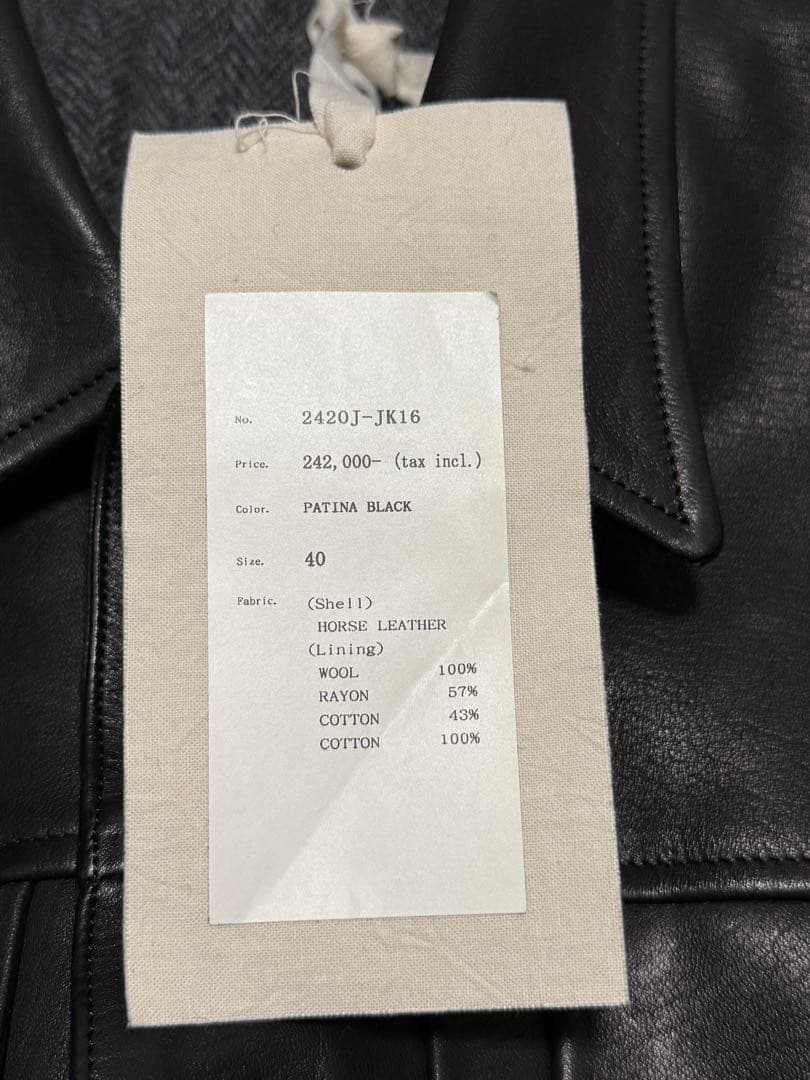 No. 2420J-JK16
Price. 242,000- (tax incl.)
Color. PATINA BLACK
Size. 40
Fabric. (Shell)
HORSE LEATHER
(Lining)
WOOL 100%
RAYON 57%
COTTON 43%
COTTON 100%